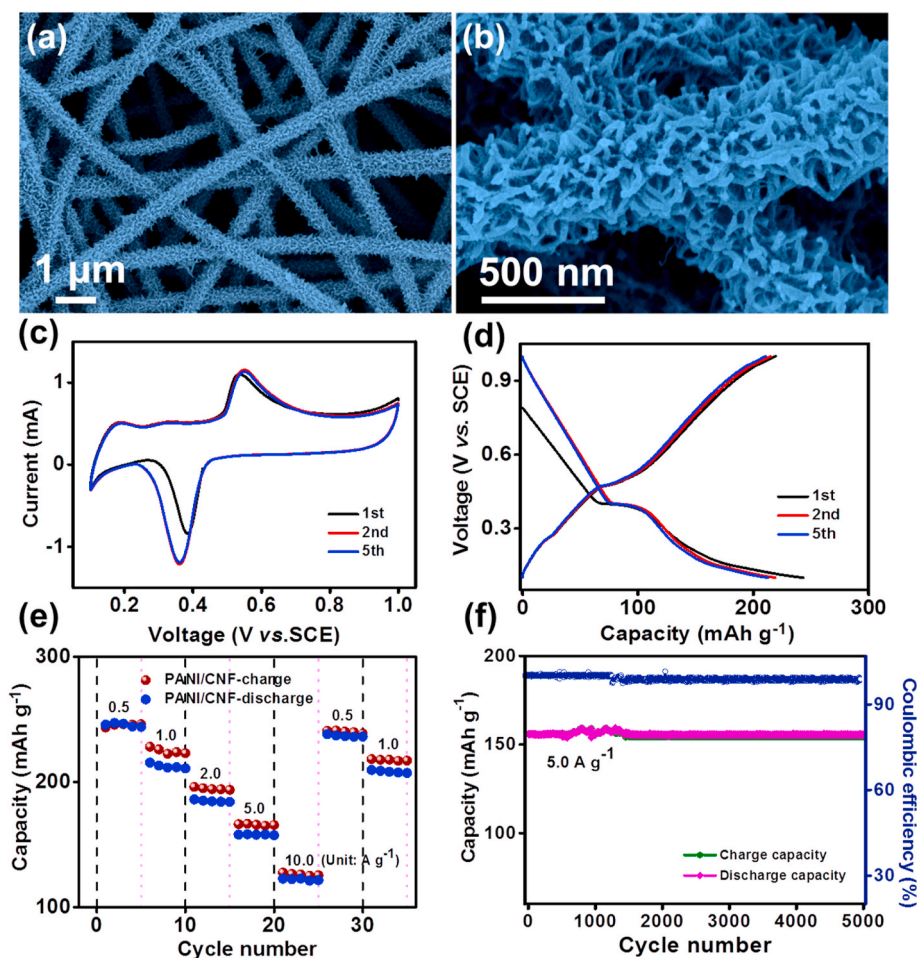 (a)
1 µm
(b)
500 nm
(c)
Current (mA)
1
0
-1
0.2 0.4 0.6 0.8 1.0
Voltage (V vs.SCE)
1st
2nd
5th
(d)
Voltage (V vs. SCE)
0.9
0.6
0.3
0 100 200 300
Capacity (mAh g⁻¹)
1st
2nd
5th
(e)
Capacity (mAh g⁻¹)
300
200
100
PANI/CNF-charge
PANI/CNF-discharge
0.5
1.0
2.0
5.0
10.0 (Unit: A g⁻¹)
0.5
1.0
0 10 20 30
Cycle number
(f)
Capacity (mAh g⁻¹)
200
150
100
5.0 A g⁻¹
Charge capacity
Discharge capacity
0 1000 2000 3000 4000 5000
Cycle number
90
60
30
Coulombic efficiency (%)